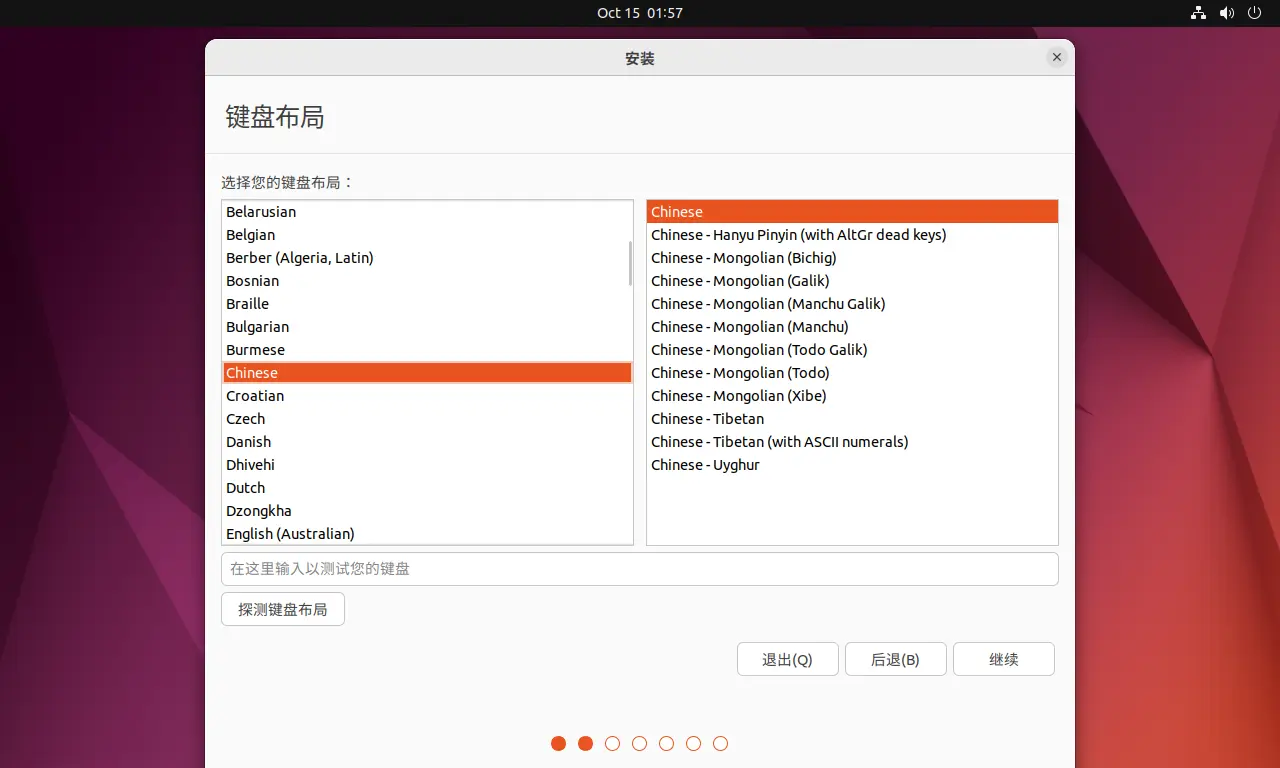 Oct 15 01:57
安装
键盘布局
选择您的键盘布局：
Belarusian
Belgian
Berber (Algeria, Latin)
Bosnian
Braille
Bulgarian
Burmese
Chinese
Croatian
Czech
Danish
Dhivehi
Dutch
Dzongkha
English (Australian)
Chinese
Chinese - Hanyu Pinyin (with AltGr dead keys)
Chinese - Mongolian (Bichig)
Chinese - Mongolian (Galik)
Chinese - Mongolian (Manchu Galik)
Chinese - Mongolian (Manchu)
Chinese - Mongolian (Todo Galik)
Chinese - Mongolian (Todo)
Chinese - Mongolian (Xibe)
Chinese - Tibetan
Chinese - Tibetan (with ASCII numerals)
Chinese - Uyghur
在这里输入以测试您的键盘
探测键盘布局
退出(Q)
后退(B)
继续